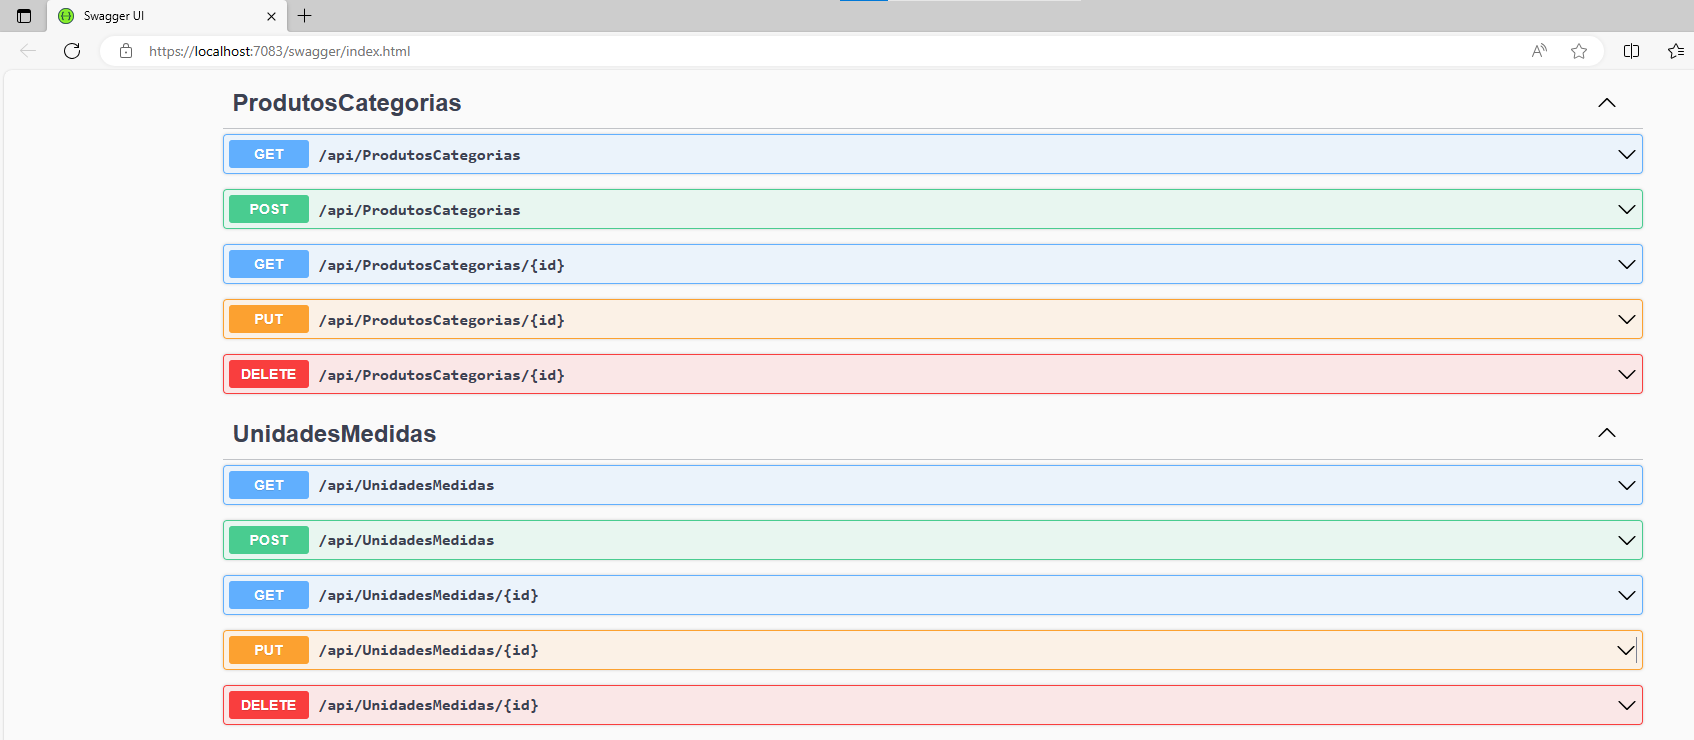 Swagger UI
https://localhost:7083/swagger/index.html
ProdutosCategorias
GET /api/ProdutosCategorias
POST /api/ProdutosCategorias
GET /api/ProdutosCategorias/{id}
PUT /api/ProdutosCategorias/{id}
DELETE /api/ProdutosCategorias/{id}
UnidadesMedidas
GET /api/UnidadesMedidas
POST /api/UnidadesMedidas
GET /api/UnidadesMedidas/{id}
PUT /api/UnidadesMedidas/{id}
DELETE /api/UnidadesMedidas/{id}